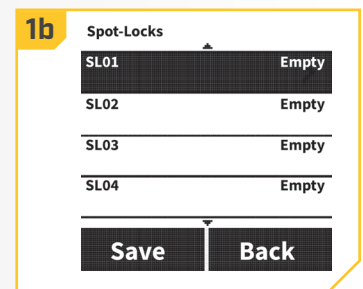 1b
Spot-Locks
SL01 Empty
SL02 Empty
SL03 Empty
SL04 Empty
Save Back